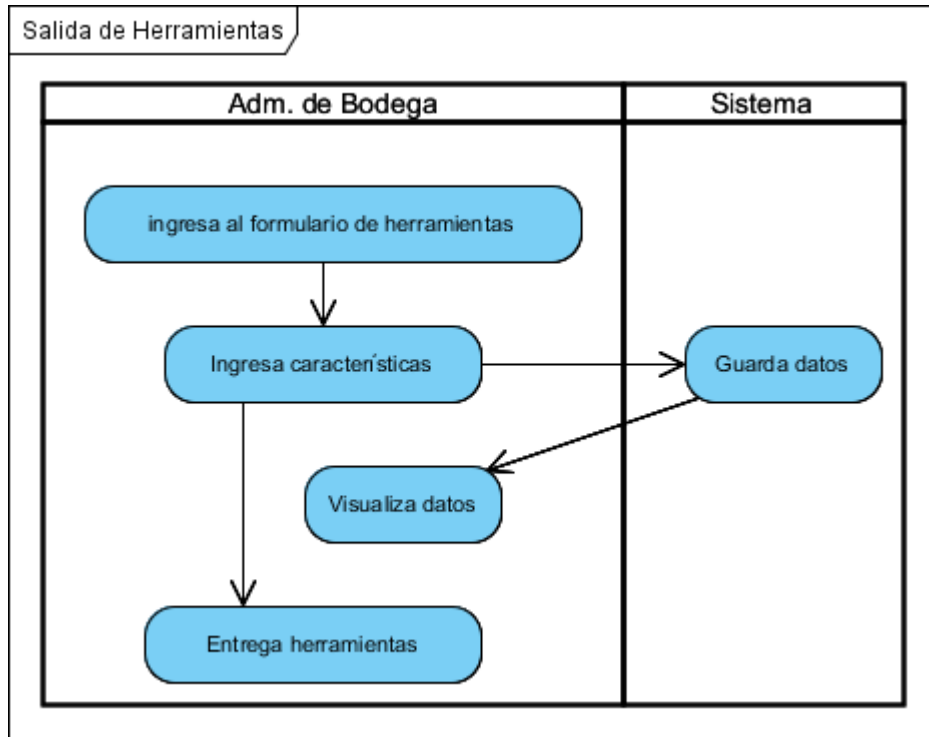 Salida de Herramientas
Adm. de Bodega
Sistema
ingresa al formulario de herramientas
Ingresa características
Guarda datos
Visualiza datos
Entrega herramientas